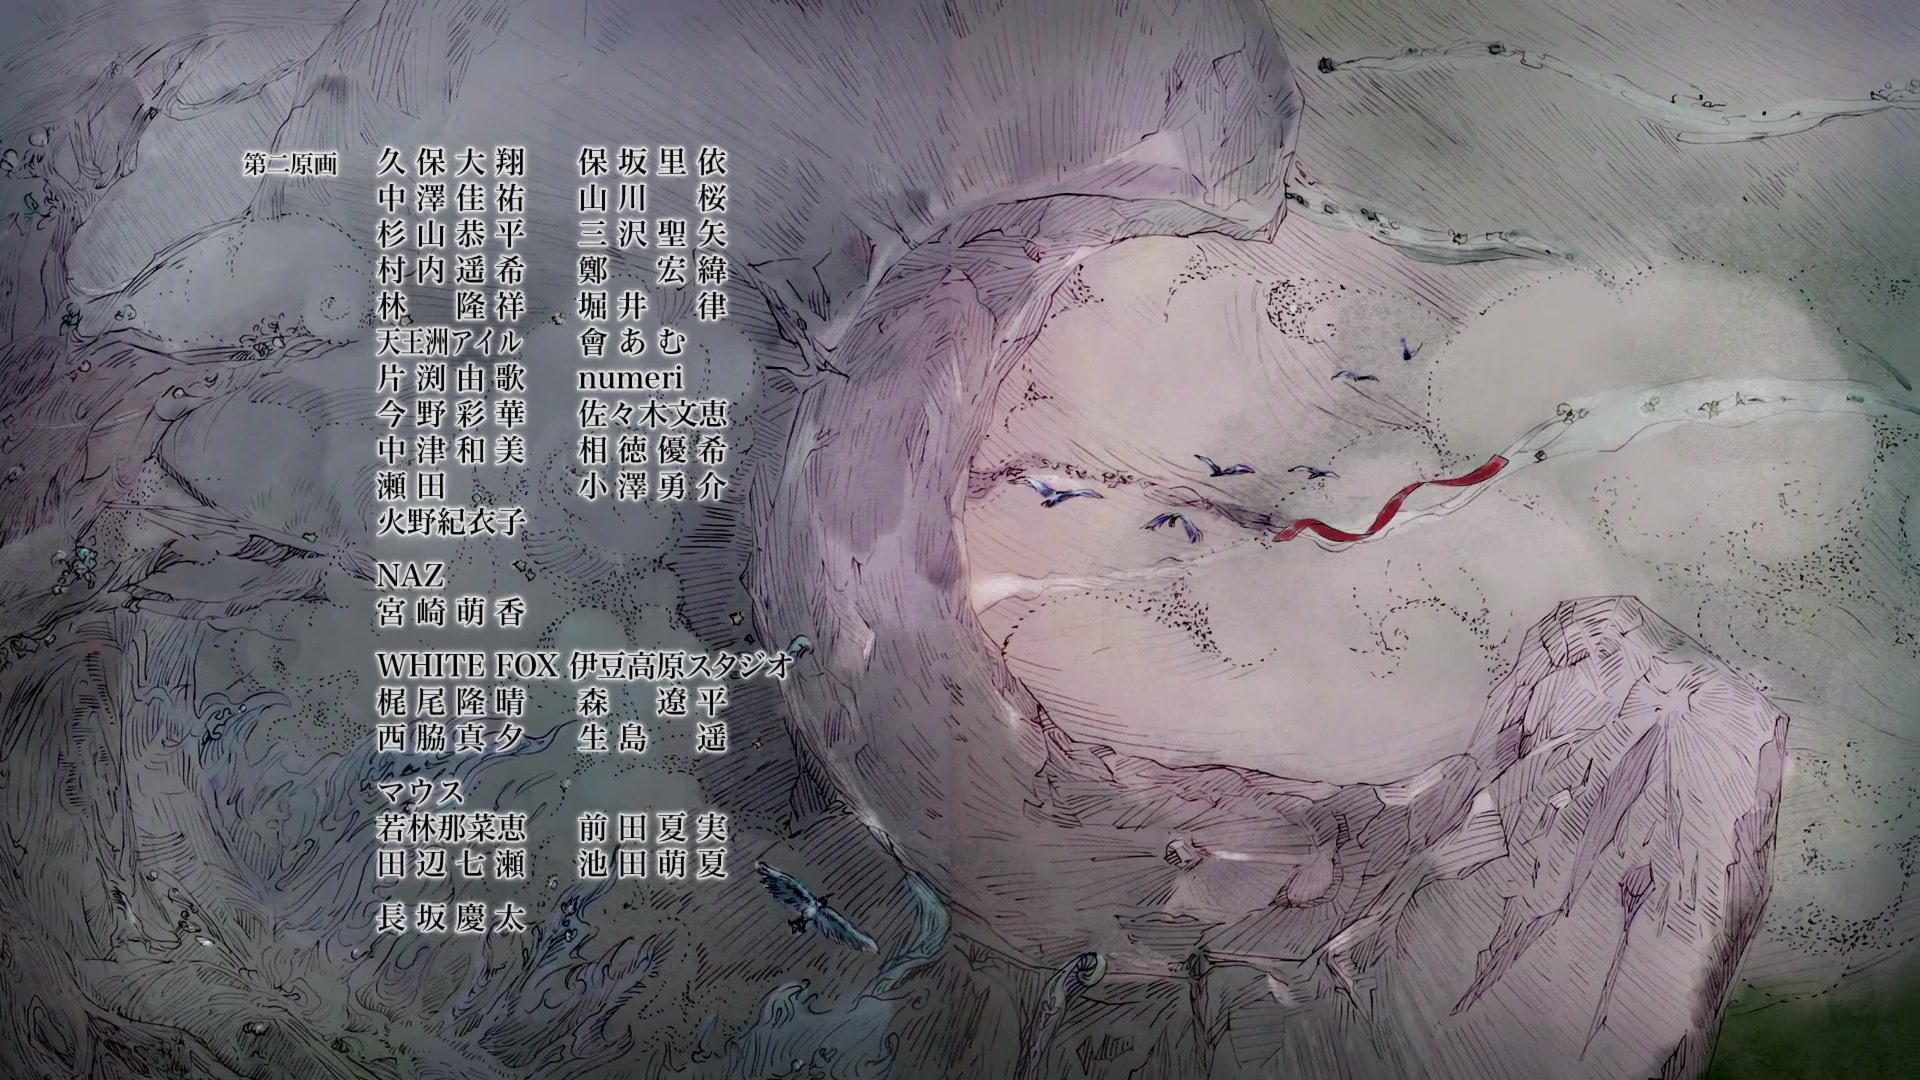 第二原画
久保大翔 保坂里依
中澤佳祐 山川桜
杉山恭平 三沢聖矢
村内遥希 鄭宏緯
林隆祥 堀井律
天王洲アイル 會あむ
片渕由歌 numeri
今野彩華 佐々木文恵
中津和美 相徳優希
瀬田 小澤勇介
火野紀衣子
NAZ
宮崎萌香
WHITE FOX 伊豆高原スタジオ
梶尾隆晴 森遼平
西脇真夕 生島遥
マウス
若林那菜恵 前田夏実
田辺七瀬 池田萌夏
長坂慶太